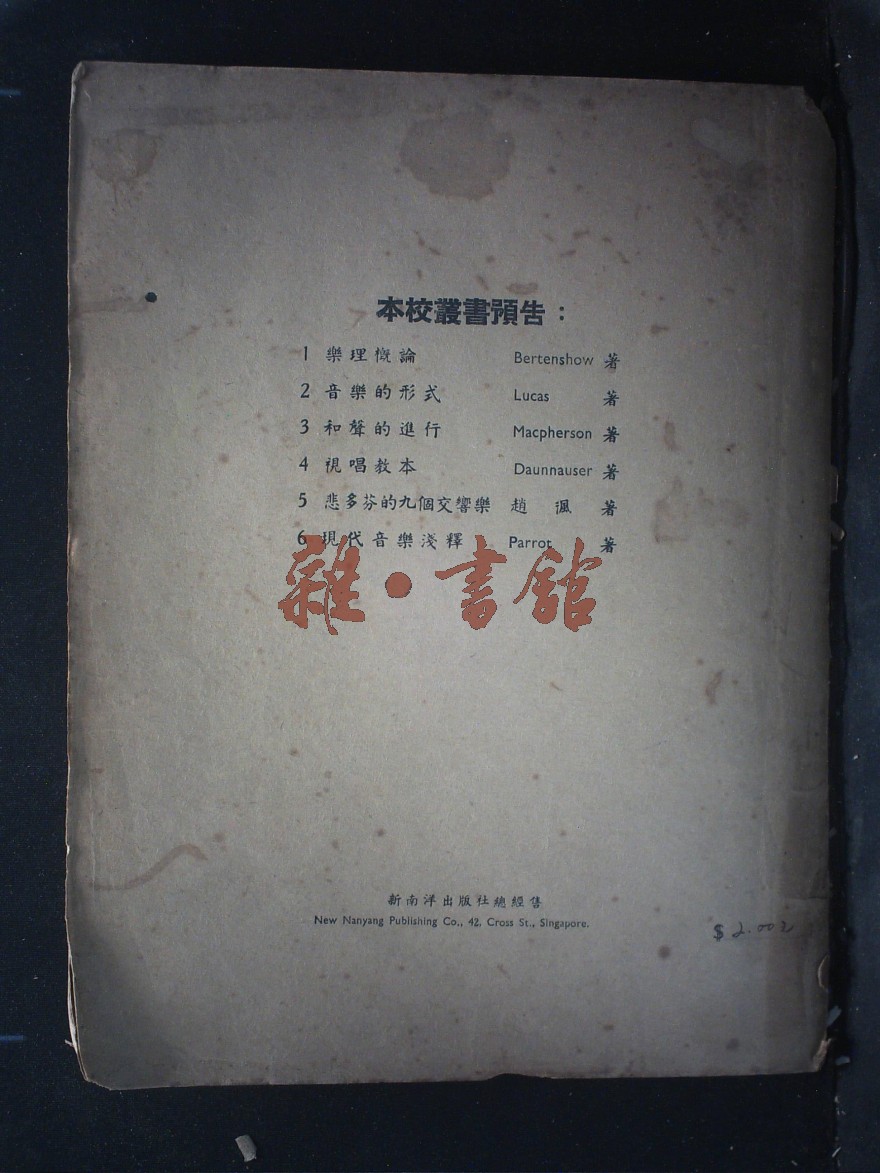 本校叢書預告：
1 樂理概論 Bertenshow 著
2 音樂的形式 Lucas 著
3 和聲的進行 Macpherson 著
4 視唱教本 Daunnauser 著
5 悲多芬的九個交響樂 趙渢 著
6 現代音樂淺釋 Parrot 著
雜·書館
新南洋出版社總經售
New Nanyang Publishing Co., 42, Cross St., Singapore.
$2.00